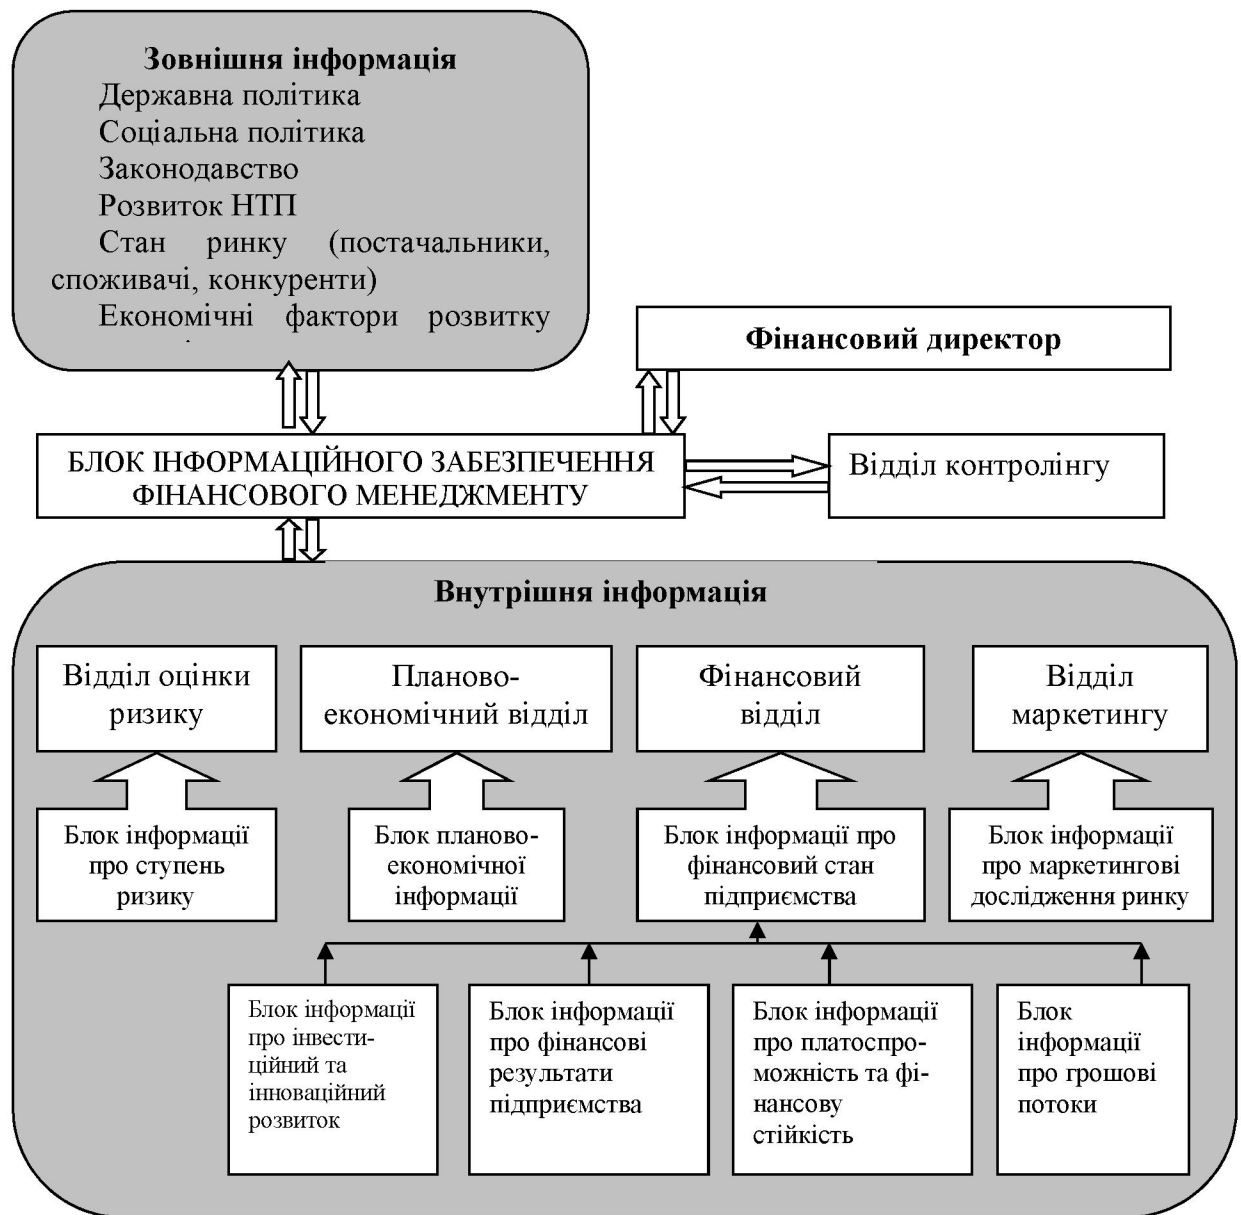 Зовнішня інформація
Державна політика
Соціальна політика
Законодавство
Розвиток НТП
Стан ринку (постачальники,
споживачі, конкуренти)
Економічні фактори розвитку
Фінансовий директор
БЛОК ІНФОРМАЦІЙНОГО ЗАБЕЗПЕЧЕННЯ
ФІНАНСОВОГО МЕНЕДЖМЕНТУ
Відділ контролінгу
Внутрішня інформація
Відділ оцінки
ризику
Планово-
економічний відділ
Фінансовий
відділ
Відділ
маркетингу
Блок інформації
про ступень
ризику
Блок планово-
економічної
інформації
Блок інформації про
фінансовий стан
підприємства
Блок інформації
про маркетингові
дослідження ринку
Блок інформації
про інвести-
ційний та
інноваційний
розвиток
Блок інформації
про фінансові
результати
підприємства
Блок інформації
про платоспро-
можність та фі-
нансову
стійкість
Блок
інформації
про грошові
потоки